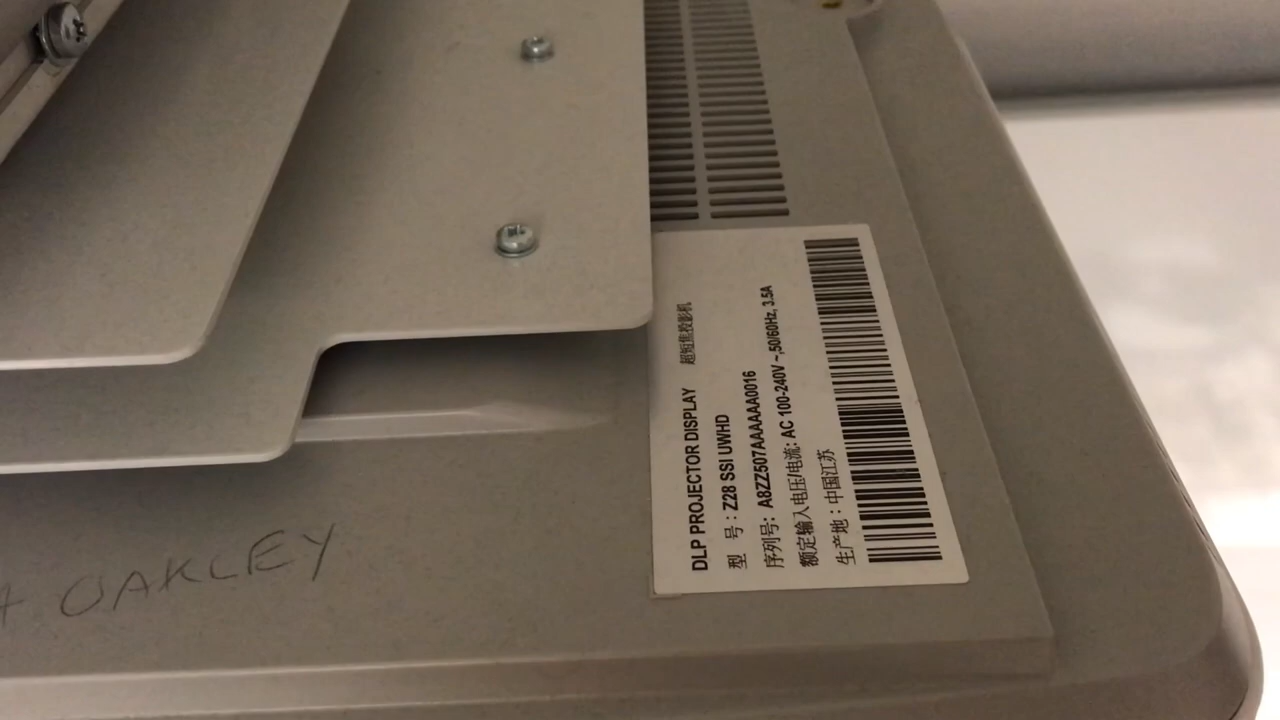 DLP PROJECTOR DISPLAY 超短焦投影机
型 号：Z28 SSI UWHD
序列号: A8ZZ507AAAAAA0016
额定输入电压/电流: AC 100-240V ~,50/60Hz, 3.5A
生产地：中国江苏
OAKLEY